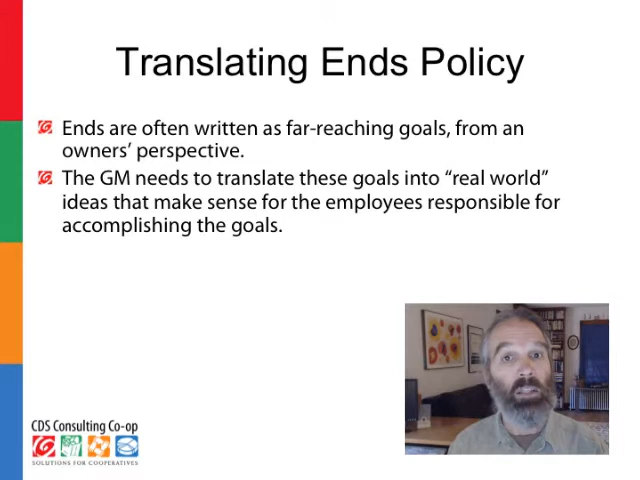 Translating Ends Policy
Ends are often written as far-reaching goals, from an
owners’ perspective.
The GM needs to translate these goals into “real world”
ideas that make sense for the employees responsible for
accomplishing the goals.
CDS Consulting Co-op
SOLUTIONS FOR COOPERATIVES